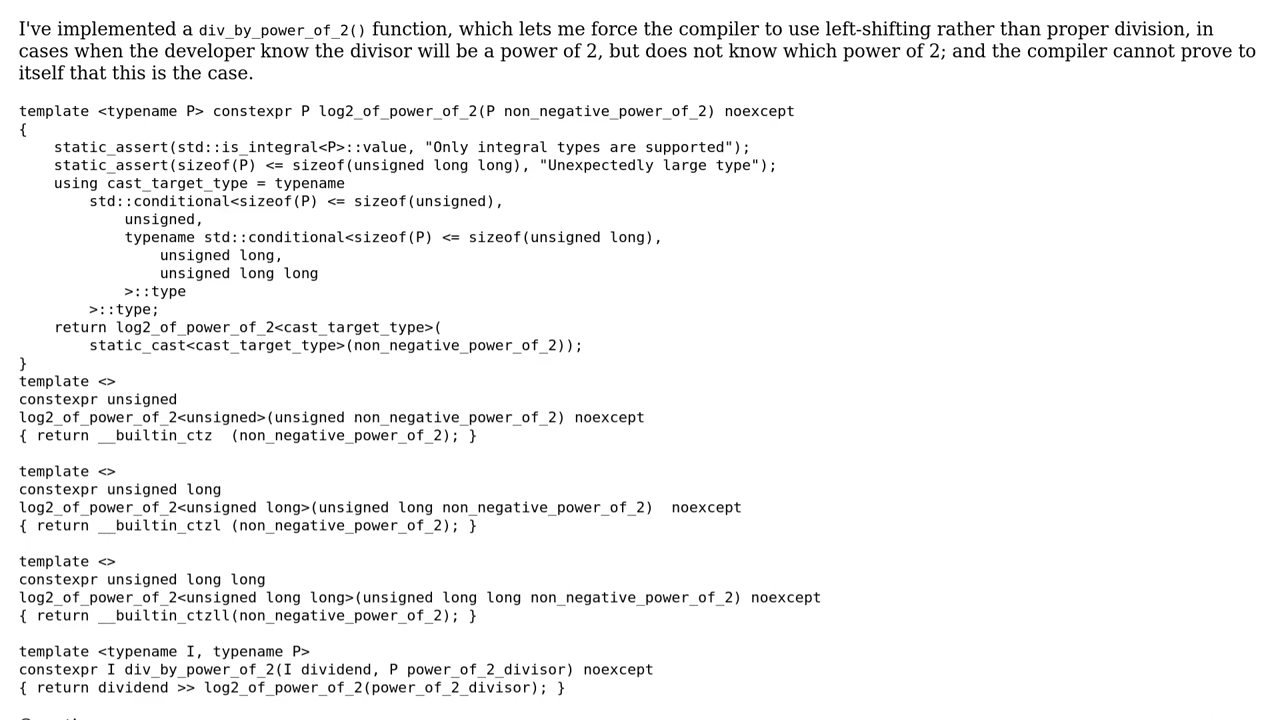 I've implemented a div_by_power_of_2() function, which lets me force the compiler to use left-shifting rather than proper division, in
cases when the developer know the divisor will be a power of 2, but does not know which power of 2; and the compiler cannot prove to
itself that this is the case.
template <typename P> constexpr P log2_of_power_of_2(P non_negative_power_of_2) noexcept
{
    static_assert(std::is_integral<P>::value, "Only integral types are supported");
    static_assert(sizeof(P) <= sizeof(unsigned long long), "Unexpectedly large type");
    using cast_target_type = typename
        std::conditional<sizeof(P) <= sizeof(unsigned),
            unsigned,
            typename std::conditional<sizeof(P) <= sizeof(unsigned long),
                unsigned long,
                unsigned long long
            >::type
        >::type;
    return log2_of_power_of_2<cast_target_type>(
        static_cast<cast_target_type>(non_negative_power_of_2));
}
template <>
constexpr unsigned
log2_of_power_of_2<unsigned>(unsigned non_negative_power_of_2) noexcept
{ return __builtin_ctz  (non_negative_power_of_2); }
template <>
constexpr unsigned long
log2_of_power_of_2<unsigned long>(unsigned long non_negative_power_of_2)  noexcept
{ return __builtin_ctzl (non_negative_power_of_2); }
template <>
constexpr unsigned long long
log2_of_power_of_2<unsigned long long>(unsigned long long non_negative_power_of_2) noexcept
{ return __builtin_ctzll(non_negative_power_of_2); }
template <typename I, typename P>
constexpr I div_by_power_of_2(I dividend, P power_of_2_divisor) noexcept
{ return dividend >> log2_of_power_of_2(power_of_2_divisor); }